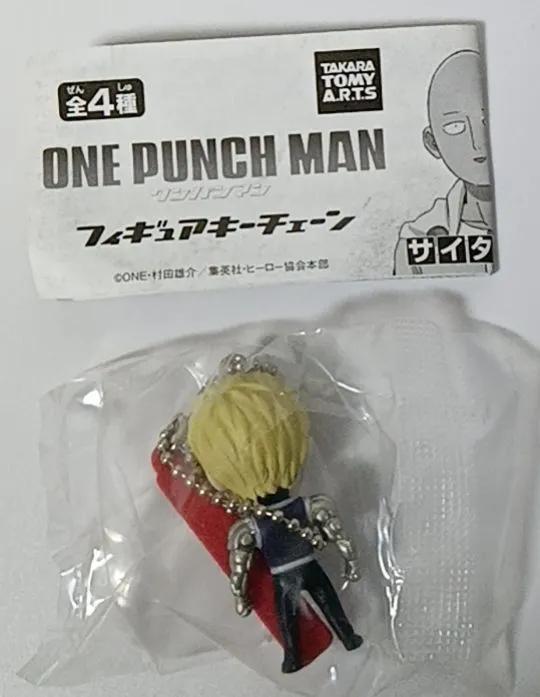 ぜん しゅ
全4種
TAKARA
TOMY
A.R.T.S
ONE PUNCH MAN
ワンパンマン
フィギュアキーチェーン
サイタ
©ONE・村田雄介／集英社・ヒーロー協会本部